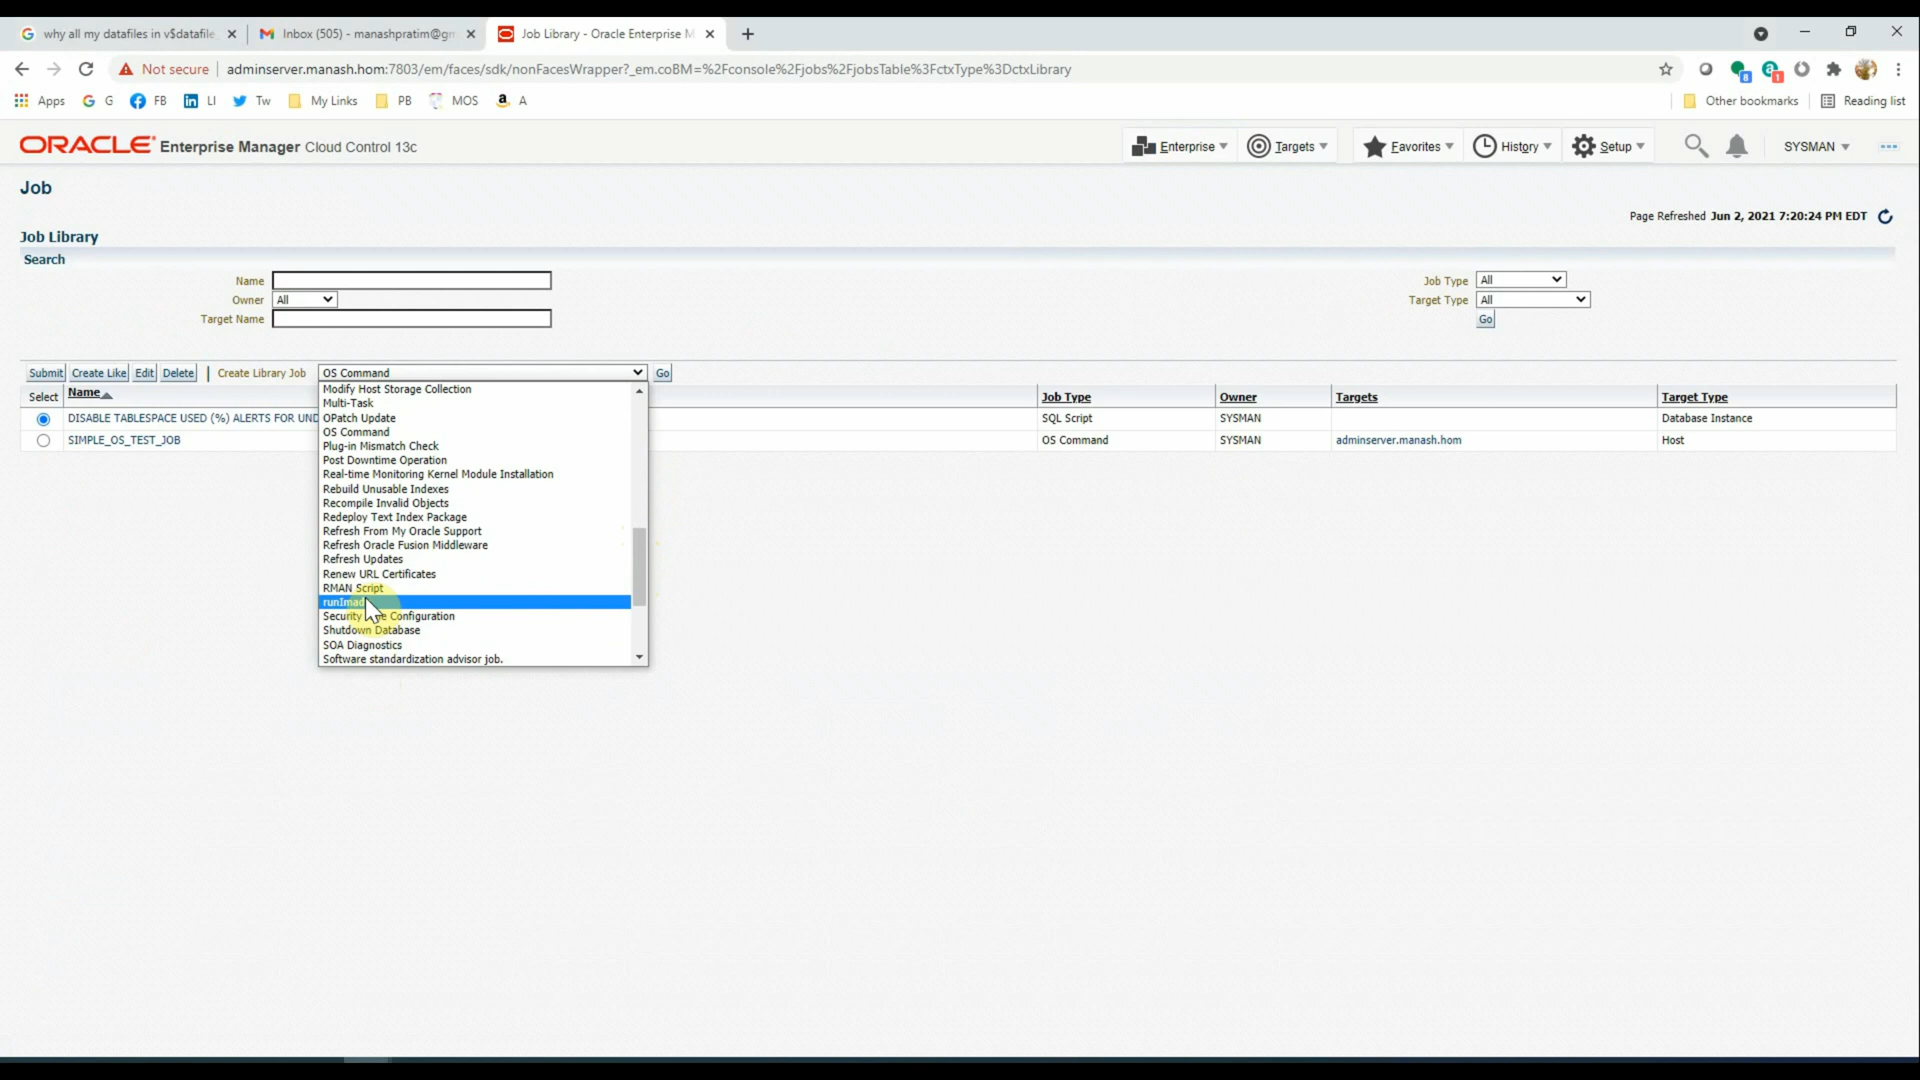 why all my datafiles in v$datafile
Inbox (505) - manashpratim@gm
Job Library - Oracle Enterprise M
Not secure
adminserver.manash.hom:7803/em/faces/sdk/nonFacesWrapper?_em.coBM=%2Fconsole%2Fjobs%2FjobsTable%3FctxType%3DctxLibrary
Apps
G
FB
LI
Tw
My Links
PB
MOS
A
Other bookmarks
Reading list
ORACLE Enterprise Manager Cloud Control 13c
Enterprise
Targets
Favorites
History
Setup
SYSMAN
Job
Page Refreshed Jun 2, 2021 7:20:24 PM EDT
Job Library
Search
Name
Owner All
Target Name
Job Type All
Target Type All
Go
Submit Create Like Edit Delete Create Library Job OS Command Go
Select Name Job Type Owner Targets Target Type
DISABLE TABLESPACE USED (%) ALERTS FOR UND SQL Script SYSMAN Database Instance
SIMPLE_OS_TEST_JOB OS Command SYSMAN adminserver.manash.hom Host
Modify Host Storage Collection
Multi-Task
OPatch Update
OS Command
Plug-in Mismatch Check
Post Downtime Operation
Real-time Monitoring Kernel Module Installation
Rebuild Unusable Indexes
Recompile Invalid Objects
Redeploy Text Index Package
Refresh From My Oracle Support
Refresh Oracle Fusion Middleware
Refresh Updates
Renew URL Certificates
RMAN Script
Security Configuration
Shutdown Database
SOA Diagnostics
Software standardization advisor job.